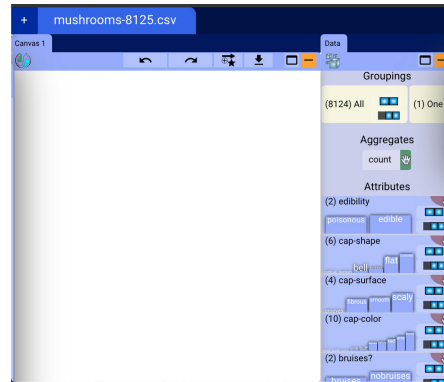 + mushrooms-8125.csv
Canvas 1
Data
Groupings
(8124) All
(1) One
Aggregates
count
Attributes
(2) edibility
poisonous edible
(6) cap-shape
bell flat
(4) cap-surface
fibrous smooth scaly
(10) cap-color
(2) bruises?
bruises nobruises